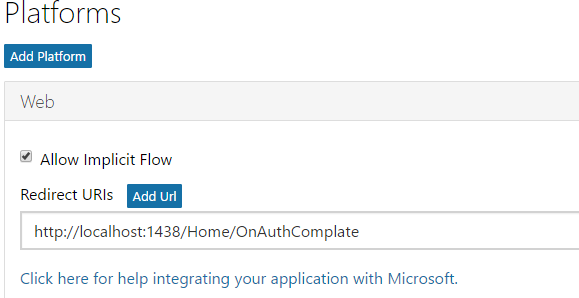 Platforms
Add Platform
Web
Allow Implicit Flow
Redirect URIs Add Url
http://localhost:1438/Home/OnAuthComplate
Click here for help integrating your application with Microsoft.